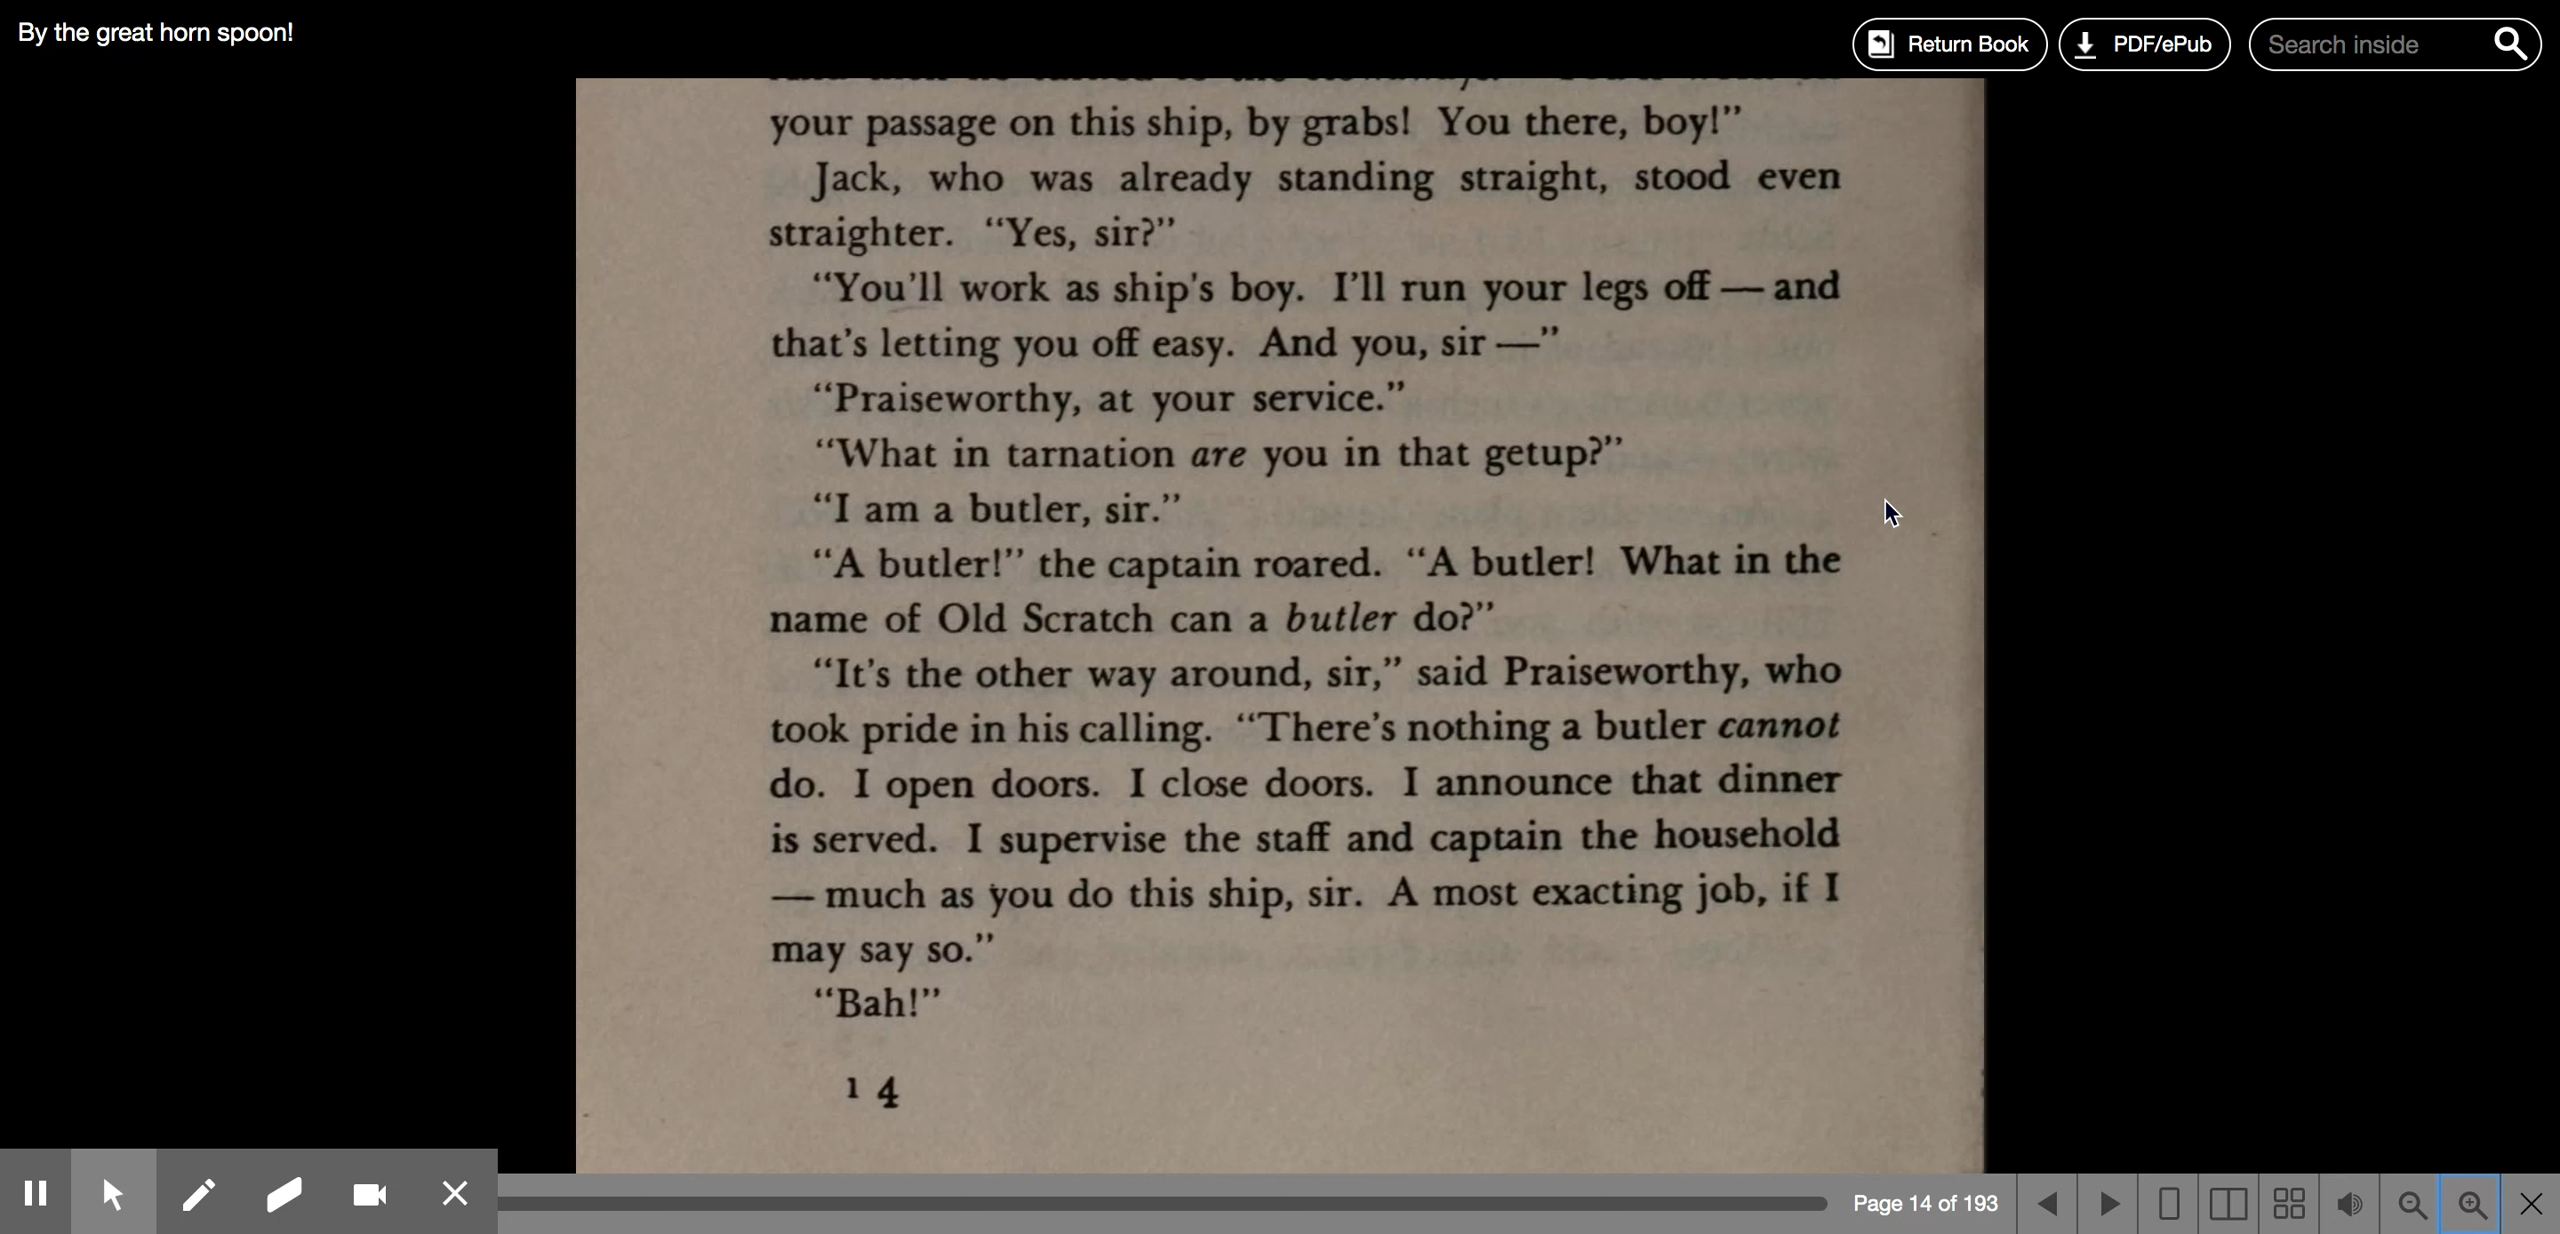 By the great horn spoon!
Return Book
PDF/ePub
Search inside
your passage on this ship, by grabs! You there, boy!”
Jack, who was already standing straight, stood even
straighter. “Yes, sir?”
“You’ll work as ship's boy. I’ll run your legs off — and
that’s letting you off easy. And you, sir —”
“Praiseworthy, at your service.”
“What in tarnation are you in that getup?”
“I am a butler, sir.”
“A butler!” the captain roared. “A butler! What in the
name of Old Scratch can a butler do?”
“It’s the other way around, sir,” said Praiseworthy, who
took pride in his calling. “There’s nothing a butler cannot
do. I open doors. I close doors. I announce that dinner
is served. I supervise the staff and captain the household
— much as you do this ship, sir. A most exacting job, if I
may say so.”
“Bah!”
14
Page 14 of 193